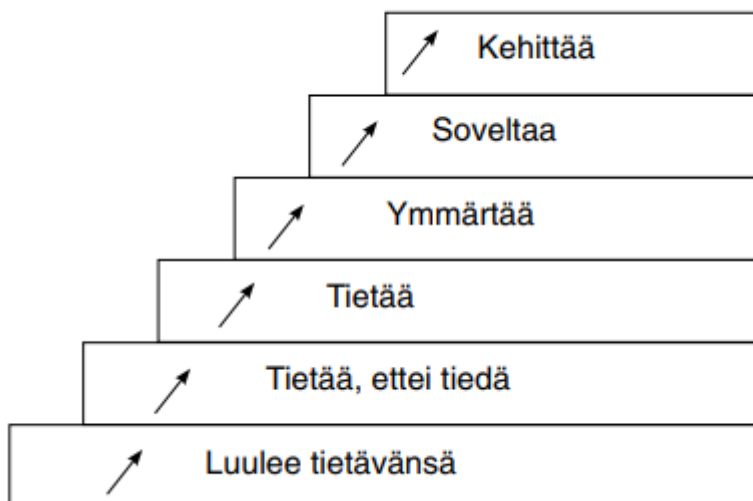 Kehittää
Soveltaa
Ymmärtää
Tietää
Tietää, ettei tiedä
Luulee tietävänsä